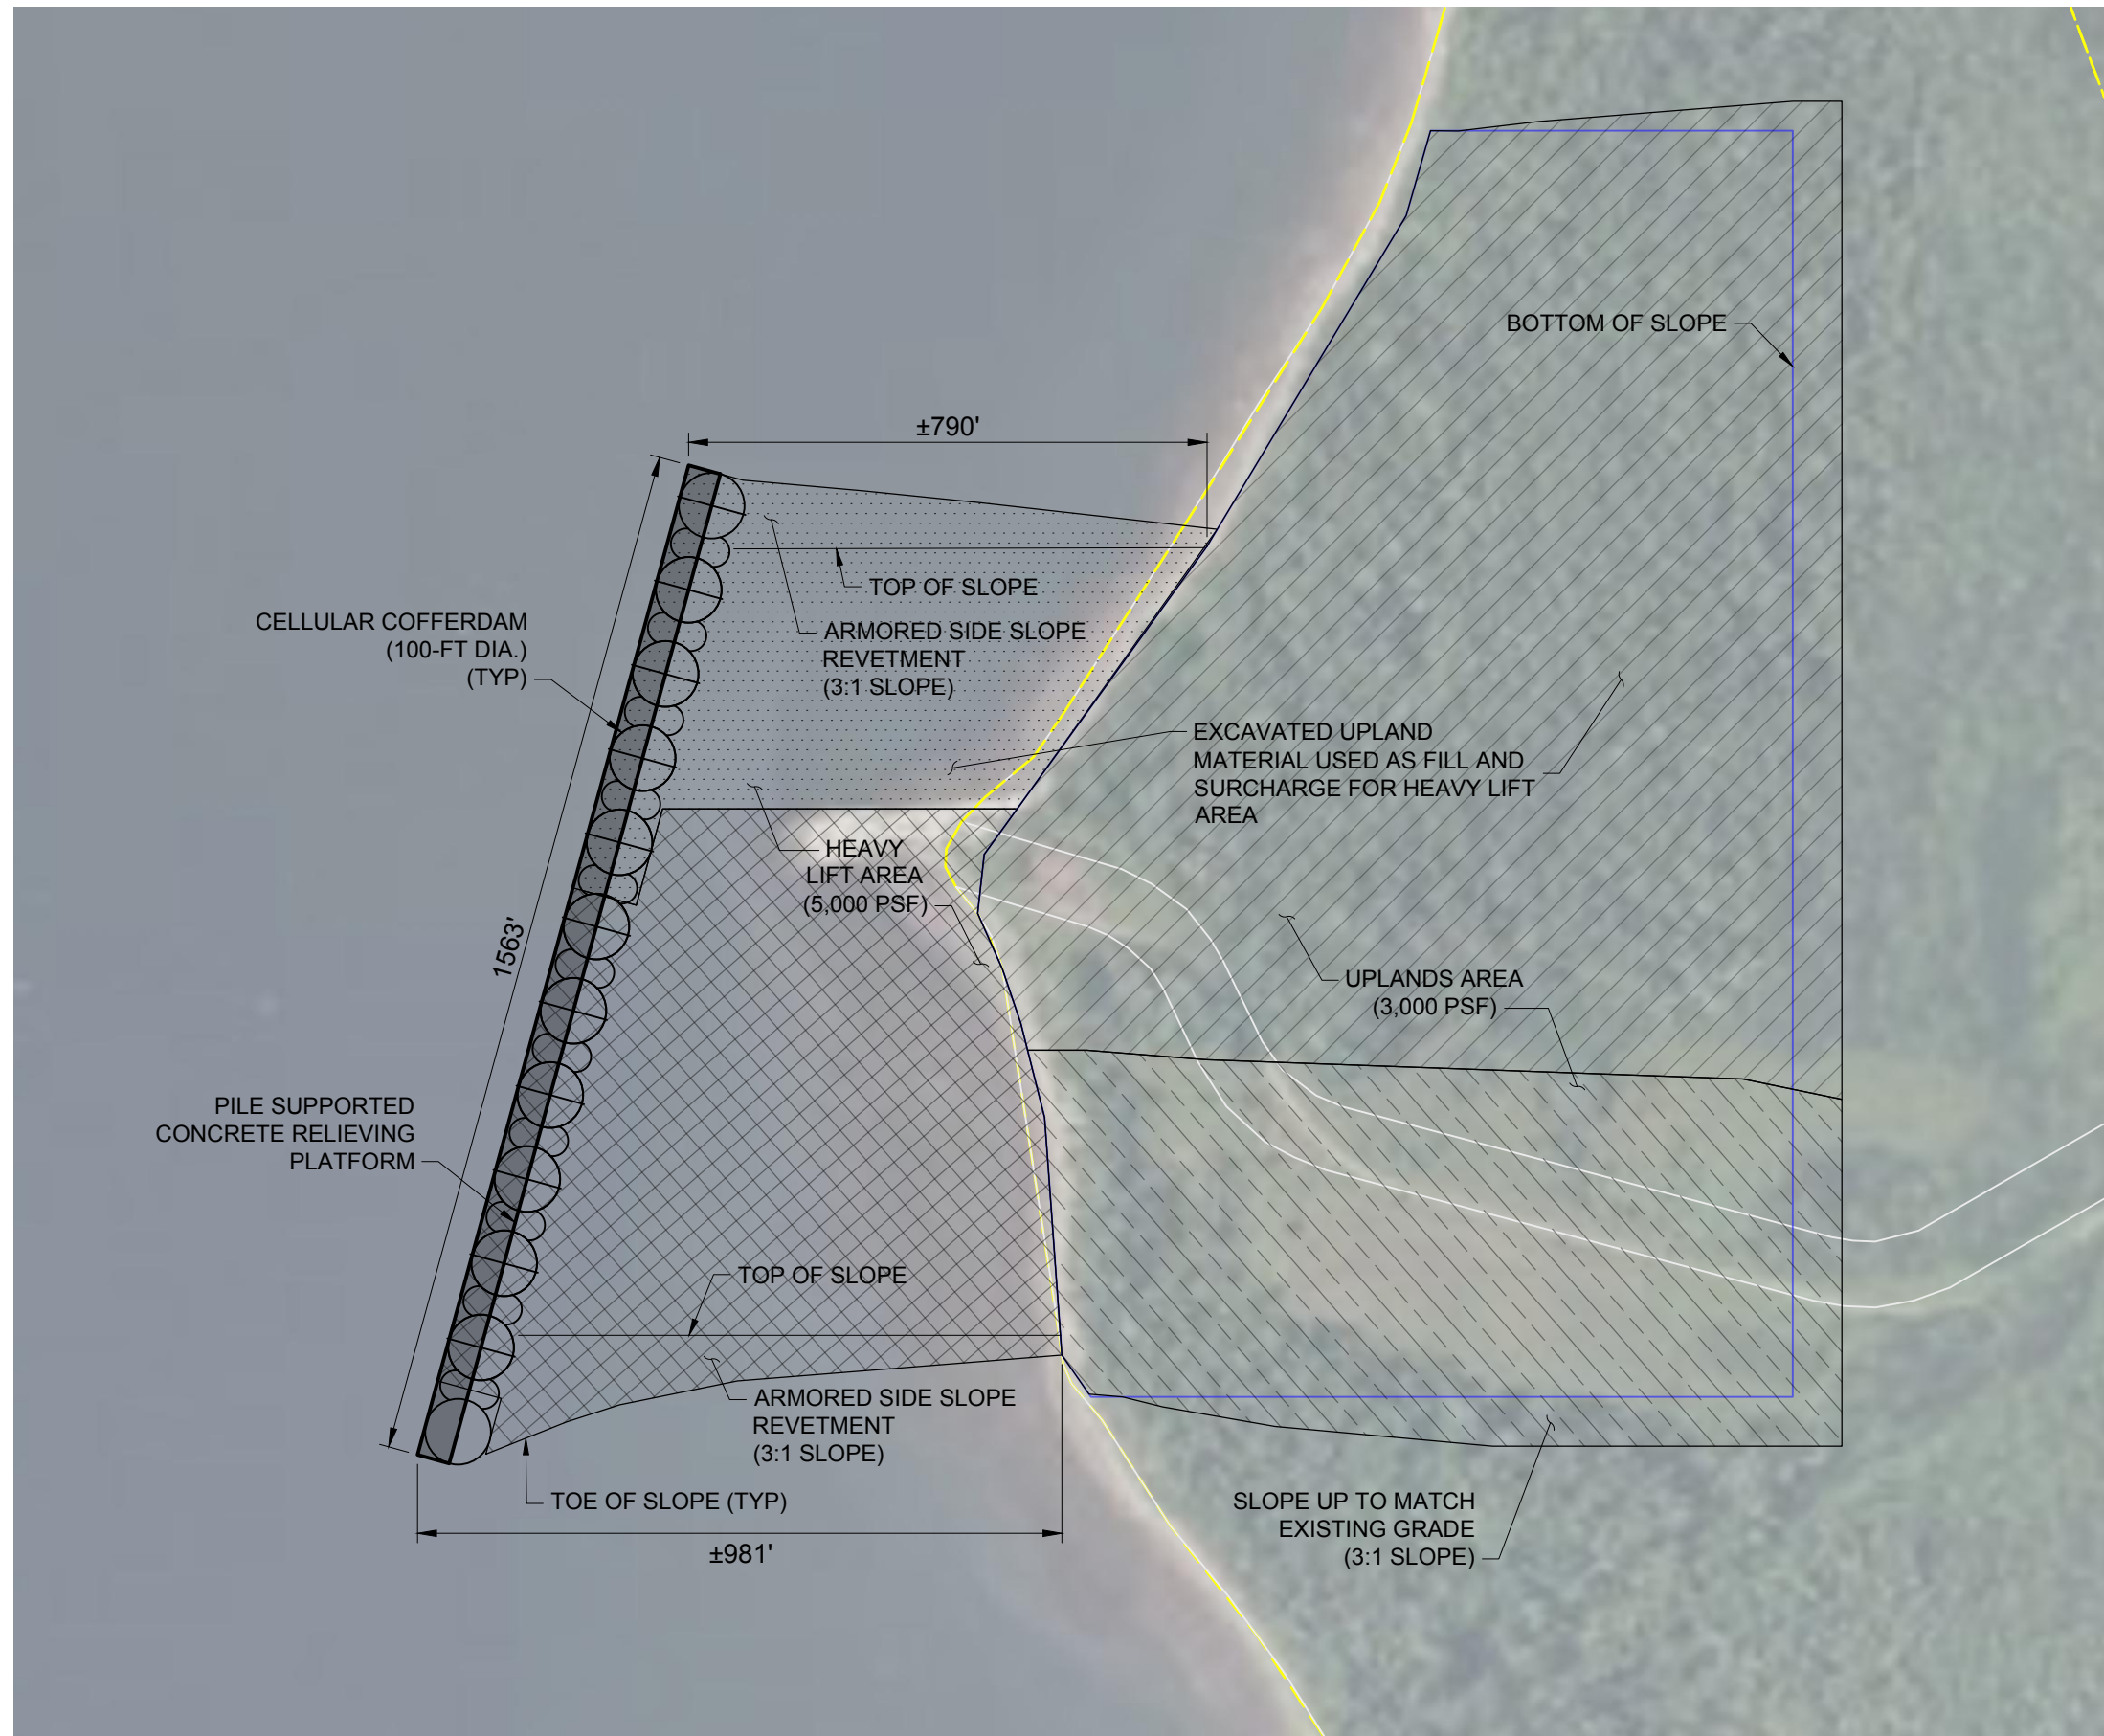 BOTTOM OF SLOPE
±790'
TOP OF SLOPE
CELLULAR COFFERDAM
(100-FT DIA.)
(TYP)
ARMORED SIDE SLOPE
REVETMENT
(3:1 SLOPE)
EXCAVATED UPLAND
MATERIAL USED AS FILL AND
SURCHARGE FOR HEAVY LIFT
AREA
HEAVY
LIFT AREA
(5,000 PSF)
1563'
UPLANDS AREA
(3,000 PSF)
PILE SUPPORTED
CONCRETE RELIEVING
PLATFORM
TOP OF SLOPE
ARMORED SIDE SLOPE
REVETMENT
(3:1 SLOPE)
TOE OF SLOPE (TYP)
SLOPE UP TO MATCH
EXISTING GRADE
(3:1 SLOPE)
±981'